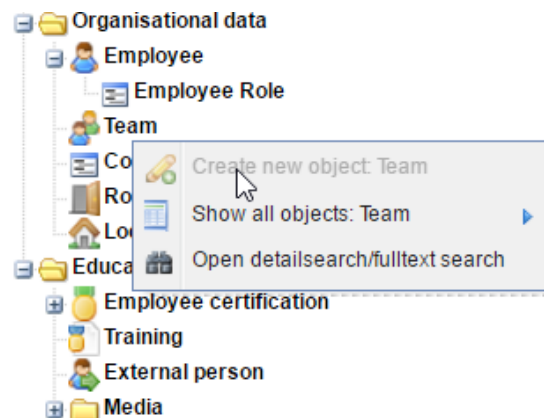 Organisational data
Employee
Employee Role
Team
Co
Create new object: Team
Ro
Show all objects: Team
Lo
Open detailsearch/fulltext search
Educa
Employee certification
Training
External person
Media